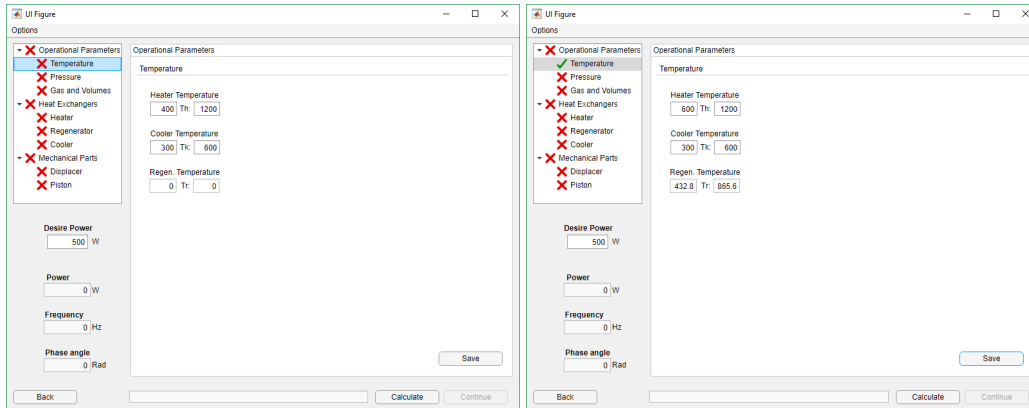 UI Figure
Options
Operational Parameters
Temperature
Pressure
Gas and Volumes
Heat Exchangers
Heater
Regenerator
Cooler
Mechanical Parts
Displacer
Piston
Desire Power
500 W
Power
0 W
Frequency
0 Hz
Phase angle
0 Rad
Back
Operational Parameters
Temperature
Heater Temperature
400 Th: 1200
Cooler Temperature
300 Tk: 600
Regen. Temperature
0 Tr: 0
Save
Calculate Continue
UI Figure
Options
Operational Parameters
Temperature
Pressure
Gas and Volumes
Heat Exchangers
Heater
Regenerator
Cooler
Mechanical Parts
Displacer
Piston
Desire Power
500 W
Power
0 W
Frequency
0 Hz
Phase angle
0 Rad
Back
Operational Parameters
Temperature
Heater Temperature
600 Th: 1200
Cooler Temperature
300 Tk: 600
Regen. Temperature
432.8 Tr: 865.6
Save
Calculate Continue